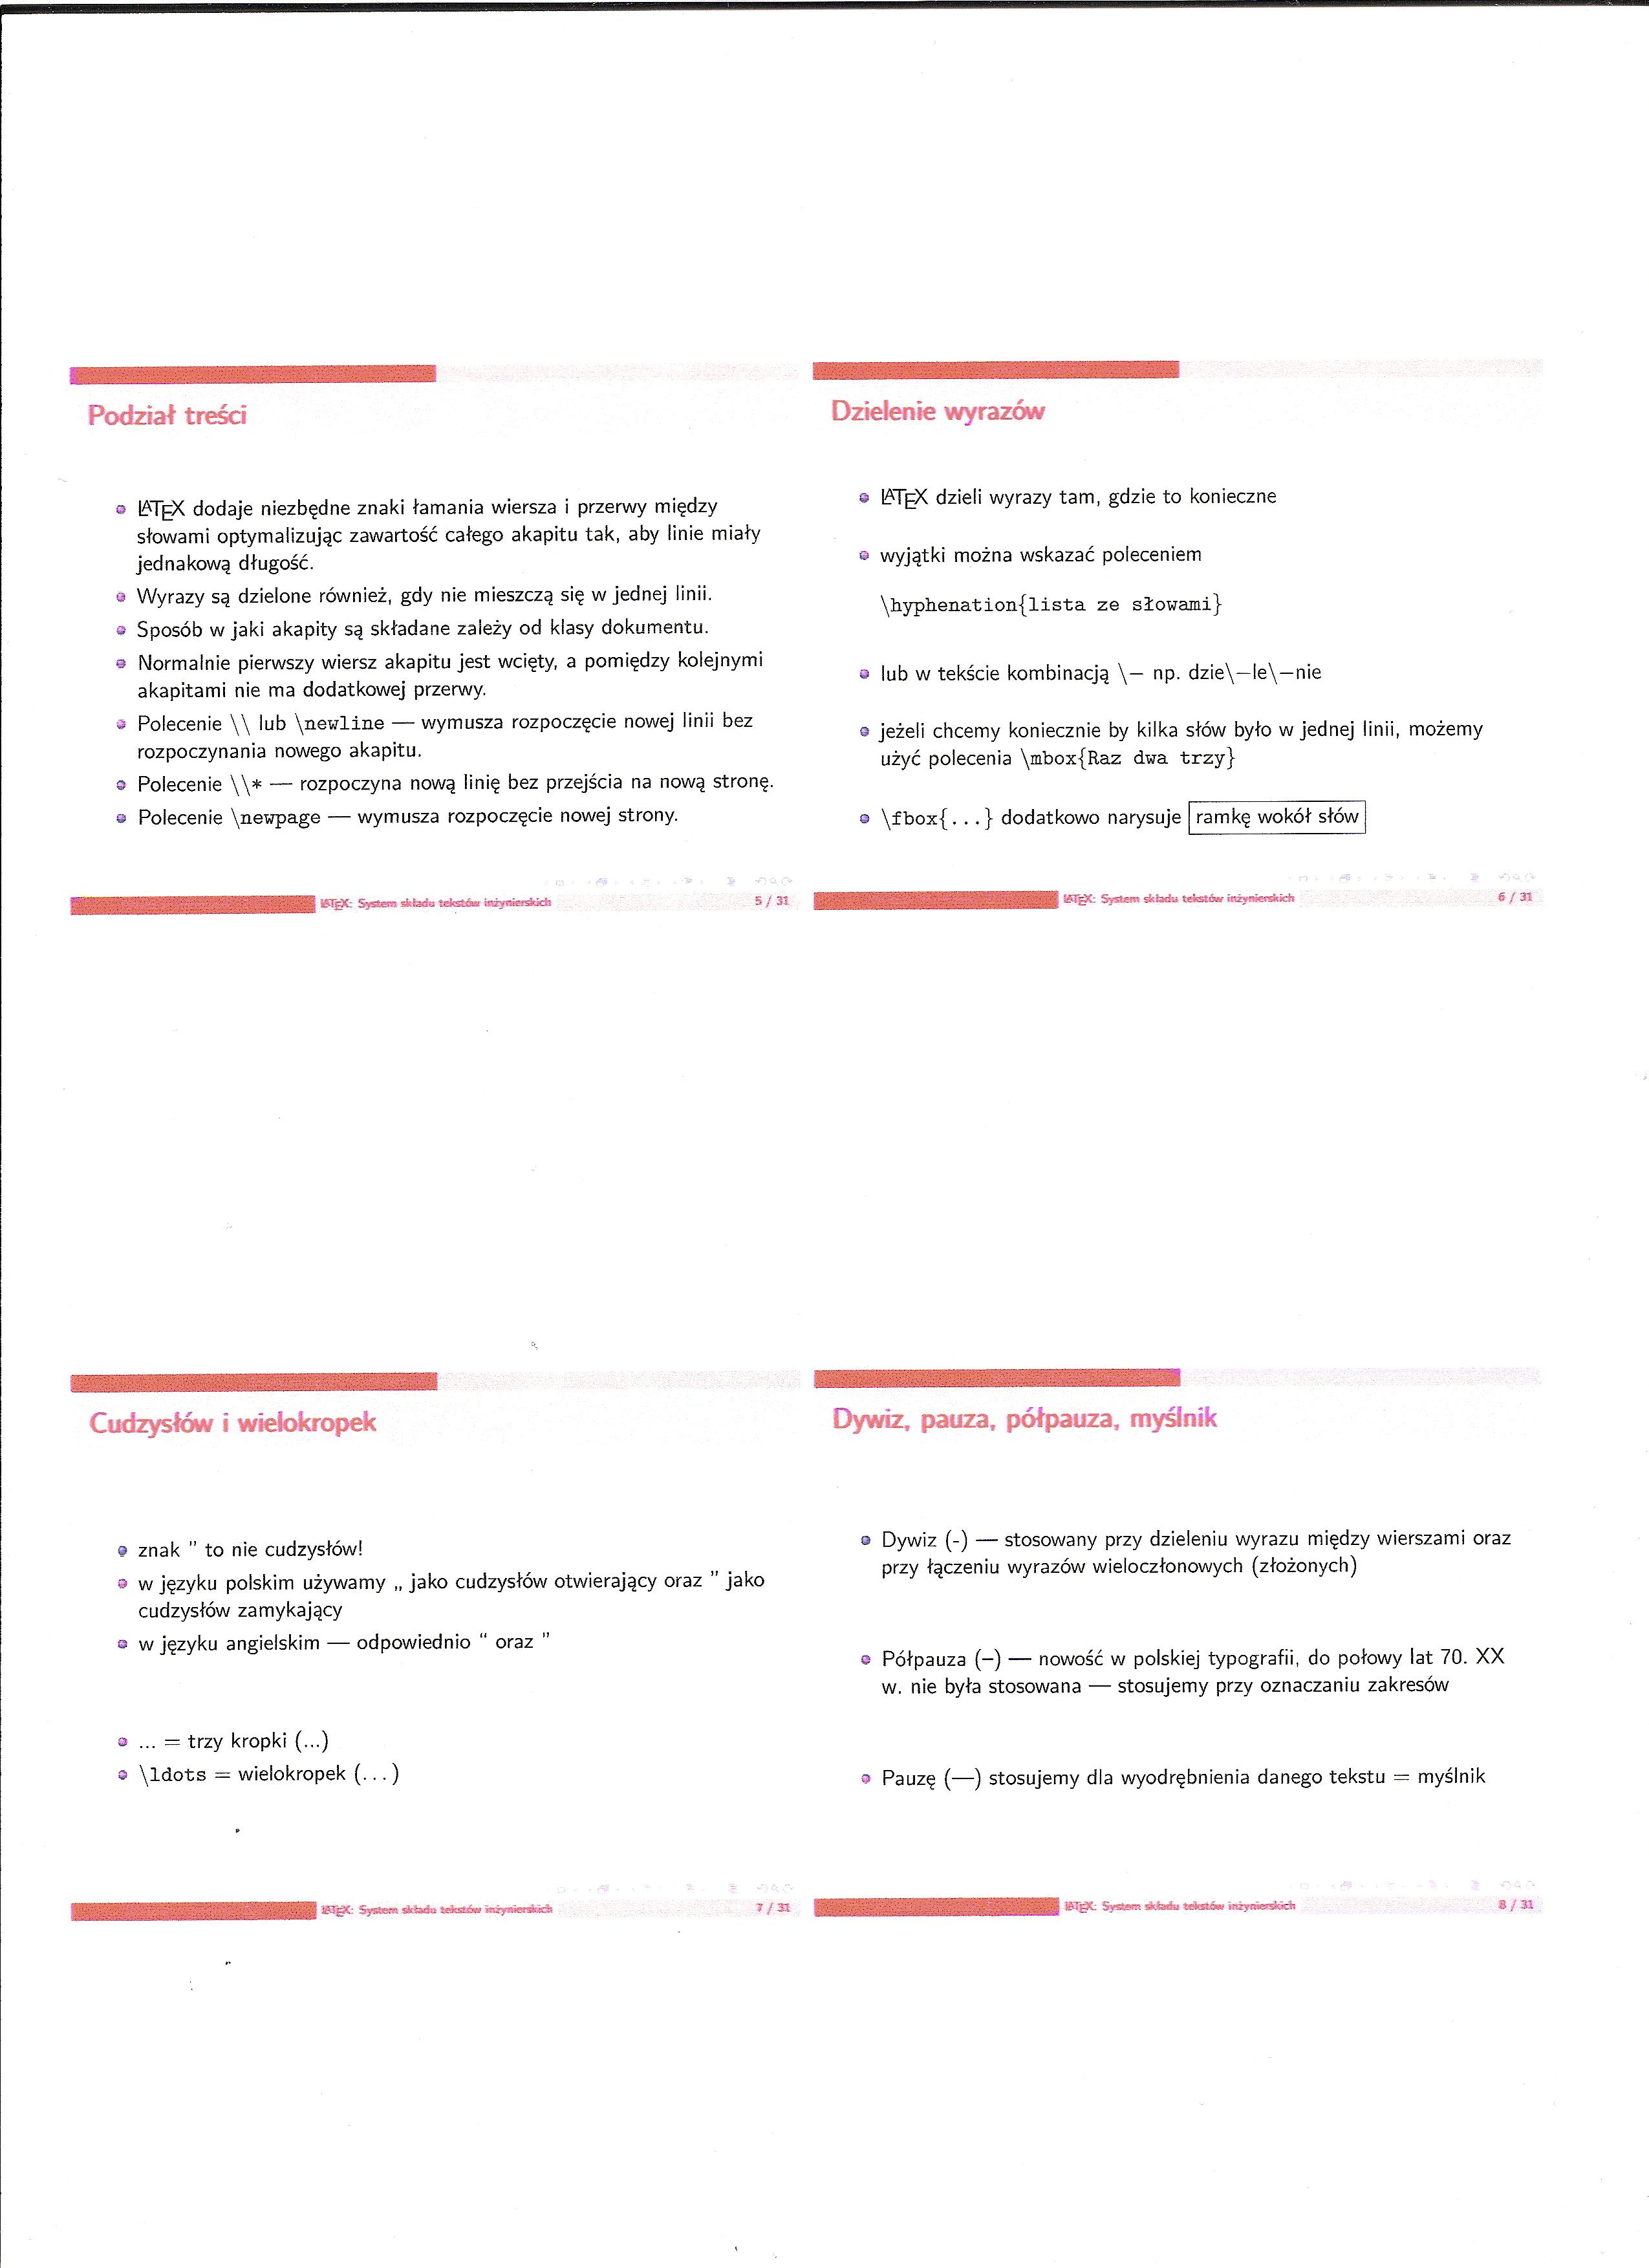 Podział treści
LATEX dodaje niezbędne znaki łamania wiersza i przerwy między
słowami optymalizując zawartość całego akapitu tak, aby linie miały
jednakową długość.
Wyrazy są dzielone również, gdy nie mieszczą się w jednej linii.
Sposób w jaki akapity są składane zależy od klasy dokumentu.
Normalnie pierwszy wiersz akapitu jest wcięty, a pomiędzy kolejnymi
akapitami nie ma dodatkowej przerwy.
Polecenie \\ lub \newline — wymusza rozpoczęcie nowej linii bez
rozpoczynania nowego akapitu.
Polecenie \\* — rozpoczyna nową linię bez przejścia na nową stronę.
Polecenie \newpage — wymusza rozpoczęcie nowej strony.
LATEX: System składu tekstów inżynierskich 5 / 31
Dzielenie wyrazów
LATEX dzieli wyrazy tam, gdzie to konieczne
wyjątki można wskazać poleceniem
\hyphenation{lista ze słowami}
lub w tekście kombinacją \– np. dzie\–le\–nie
jeżeli chcemy koniecznie by kilka słów było w jednej linii, możemy
użyć polecenia \mbox{Raz dwa trzy}
\fbox{...} dodatkowo narysuje ramkę wokół słów
LATEX: System składu tekstów inżynierskich 6 / 31
Cudzysłów i wielokropek
znak ” to nie cudzysłów!
w języku polskim używamy „ jako cudzysłów otwierający oraz ” jako
cudzysłów zamykający
w języku angielskim — odpowiednio “ oraz ”
... = trzy kropki (...)
\ldots = wielokropek (. . . )
LATEX: System składu tekstów inżynierskich 7 / 31
Dywiz, pauza, półpauza, myślnik
Dywiz (-) — stosowany przy dzieleniu wyrazu między wierszami oraz
przy łączeniu wyrazów wieloczłonowych (złożonych)
Półpauza (–) — nowość w polskiej typografii, do połowy lat 70. XX
w. nie była stosowana — stosujemy przy oznaczaniu zakresów
Pauzę (—) stosujemy dla wyodrębnienia danego tekstu = myślnik
LATEX: System składu tekstów inżynierskich 8 / 31